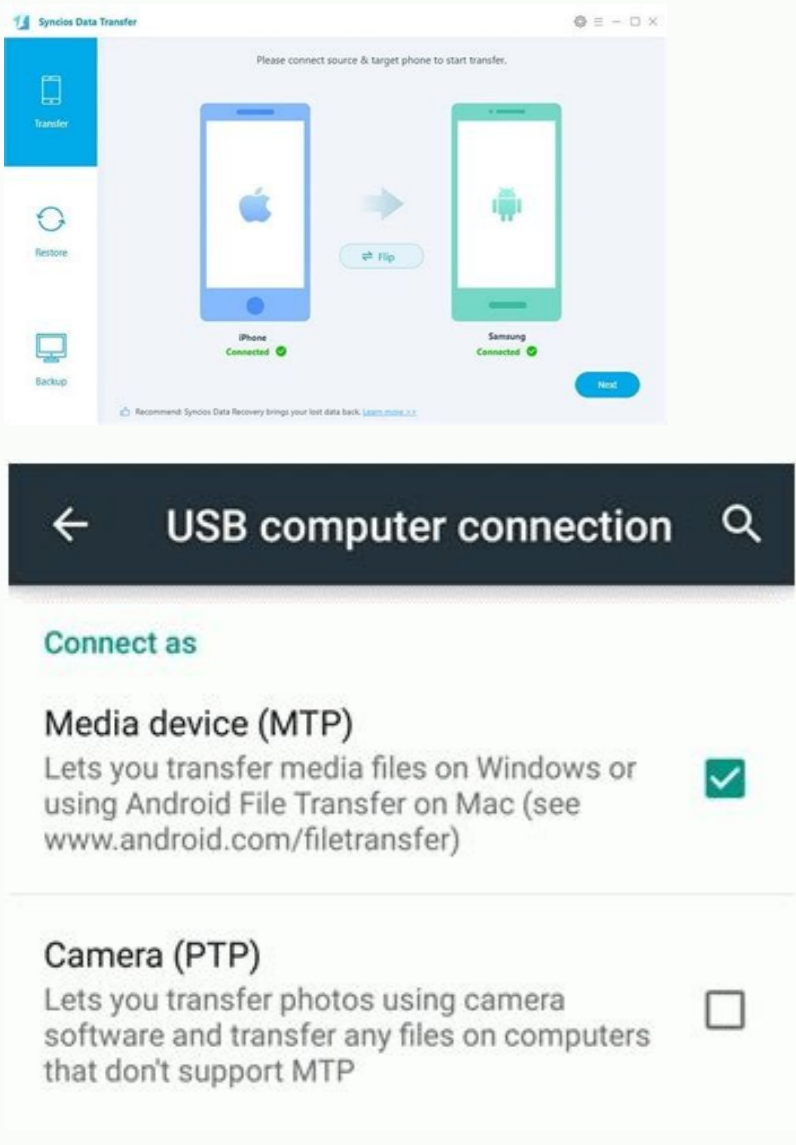 Syncios Data Transfer
Please connect source & target phone to start transfer.
Transfer
Flip
Restore
iPhone
Connected
Samsung
Connected
Backup
Next
Recommend: Syncios Data Recovery brings your lost data back. Learn more >>
USB computer connection
Connect as
Media device (MTP)
Lets you transfer media files on Windows or
using Android File Transfer on Mac (see
www.android.com/filetransfer)
Camera (PTP)
Lets you transfer photos using camera
software and transfer any files on computers
that don't support MTP